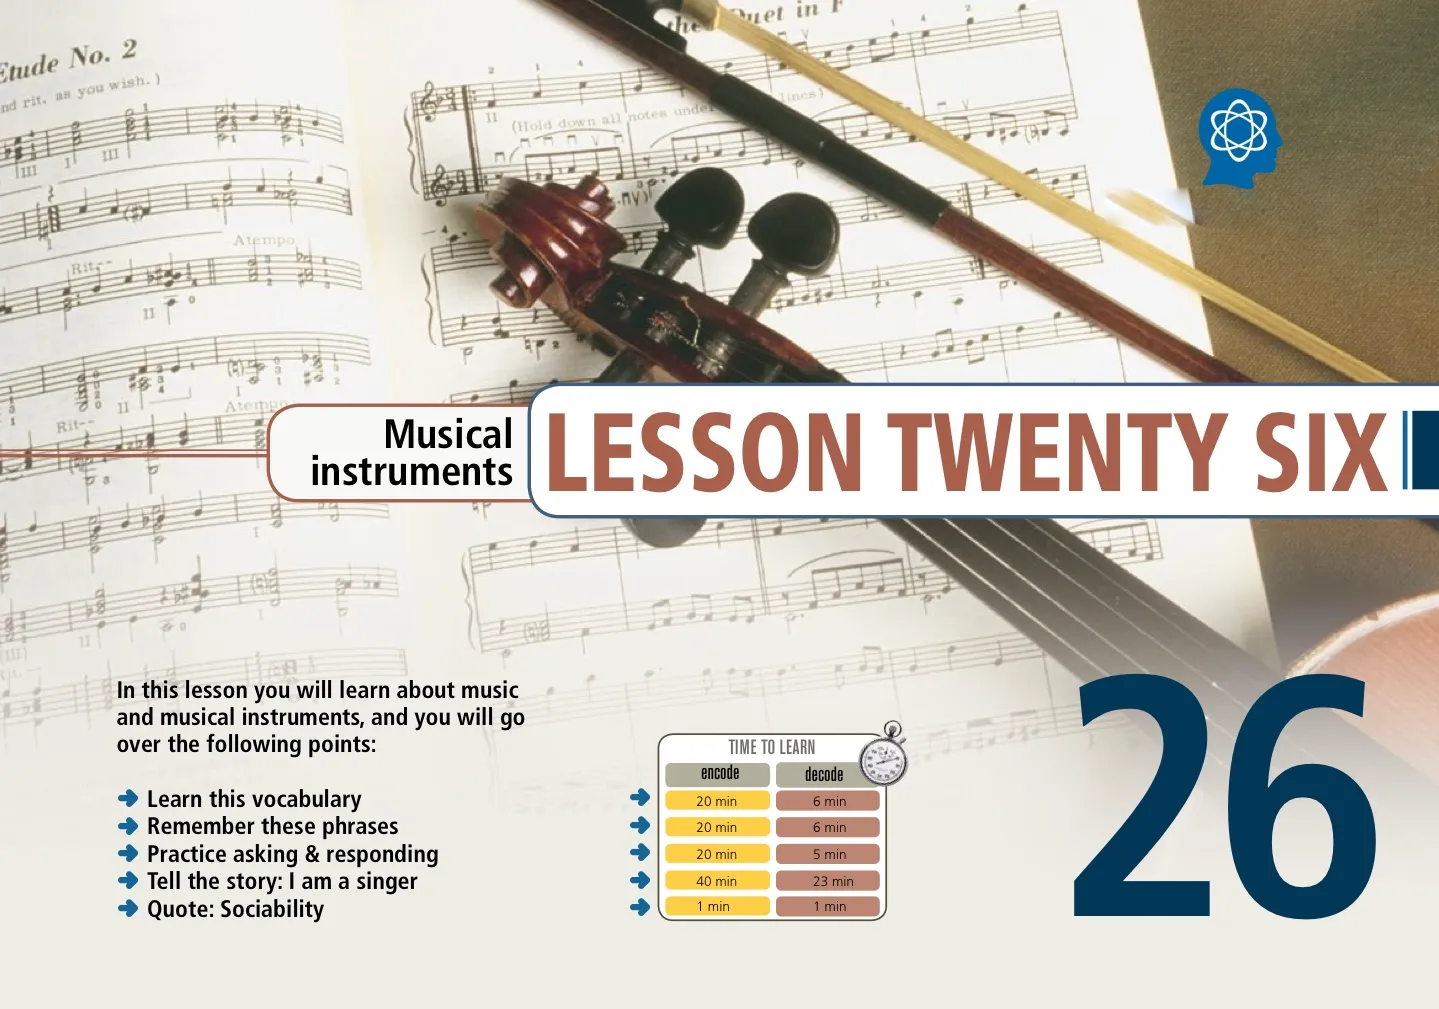 Etude No. 2
nd rit. as you wish. )
Duet in F
(Hold down all notes under lines)
Atempo
Rit--
Atempo
Rit--
Musical
instruments
LESSON TWENTY SIX
In this lesson you will learn about music
and musical instruments, and you will go
over the following points:
Learn this vocabulary
Remember these phrases
Practice asking & responding
Tell the story: I am a singer
Quote: Sociability
TIME TO LEARN
encode decode
20 min 6 min
20 min 6 min
20 min 5 min
40 min 23 min
1 min 1 min
26